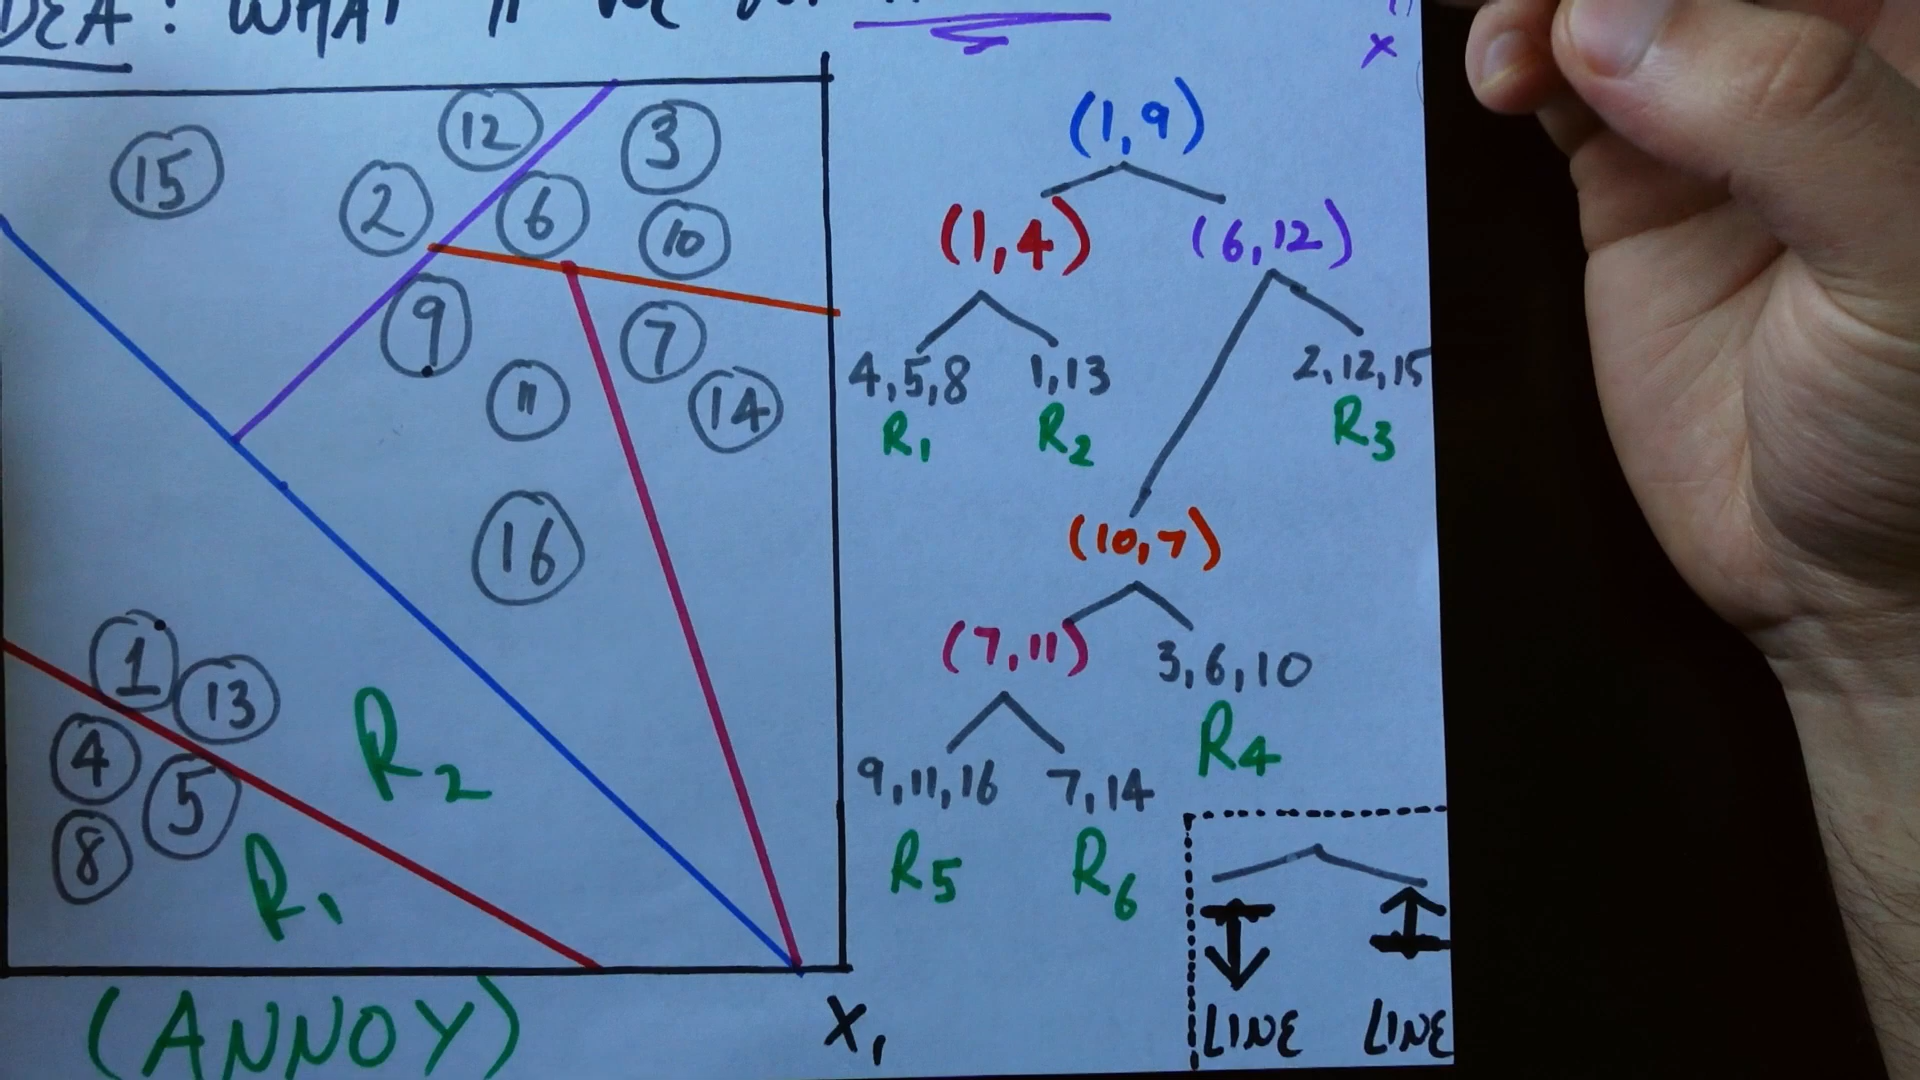 : WHAT
15
12
3
2
6
10
9
7
11
14
16
1
13
4
5
8
R2
R1
(ANNOY)
X1
x
(1,9)
(1,4) (6,12)
4,5,8 1,13 2,12,15
R1 R2 R3
(10,7)
(7,11) 3,6,10
R4
9,11,16 7,14
R5 R6
LINE LINE